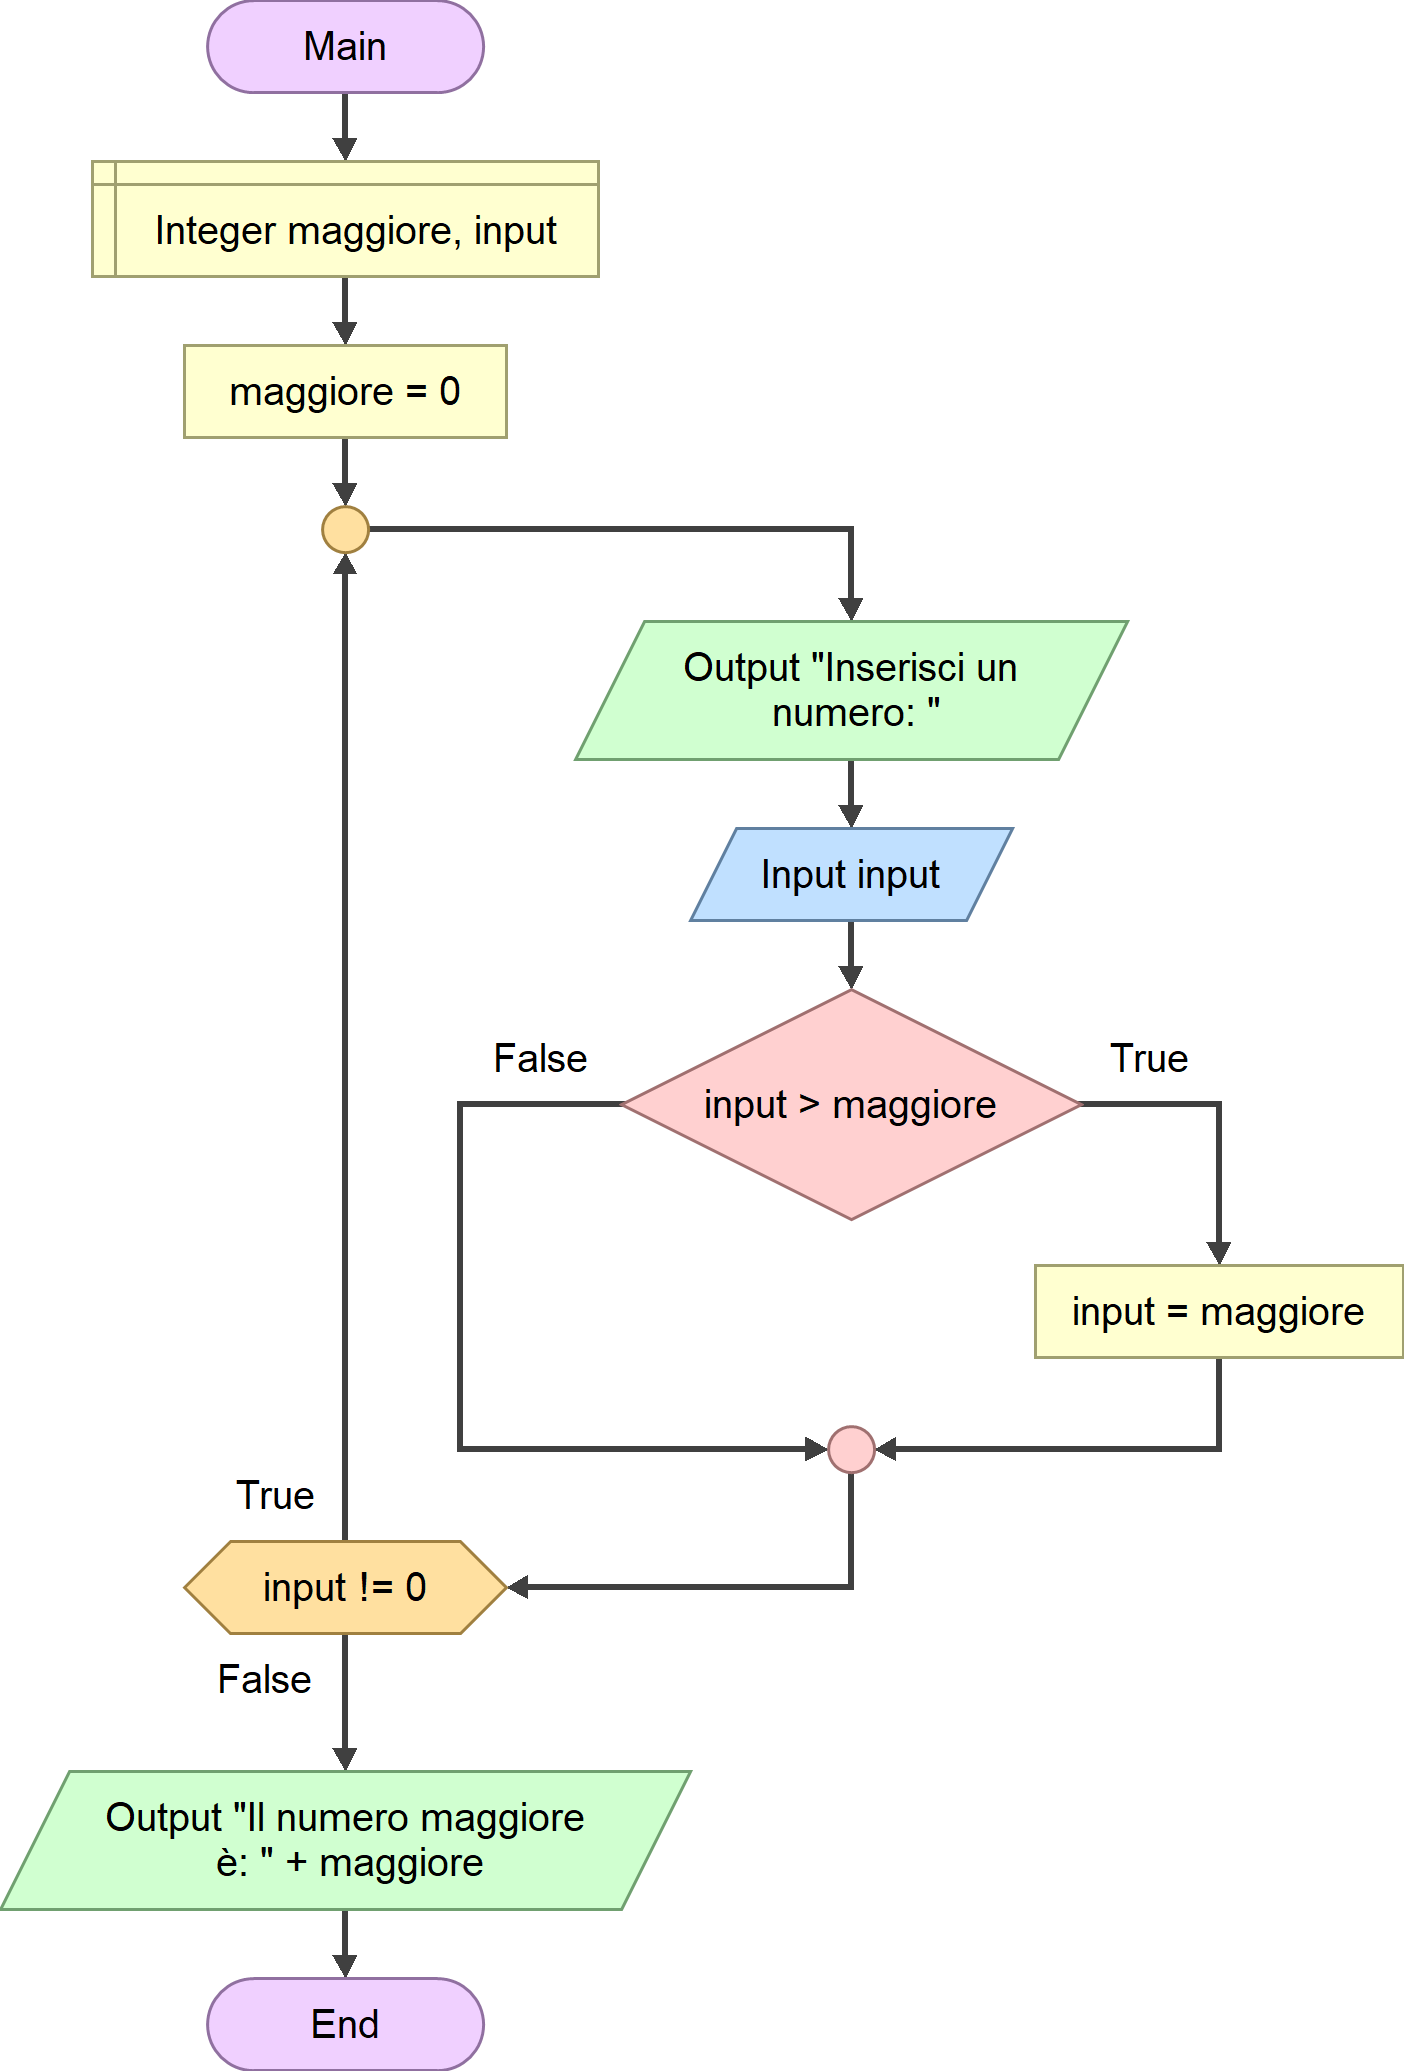 Main
Integer maggiore, input
maggiore = 0
Output "Inserisci un
numero: "
Input input
False
True
input > maggiore
input = maggiore
True
input != 0
False
Output "Il numero maggiore
è: " + maggiore
End